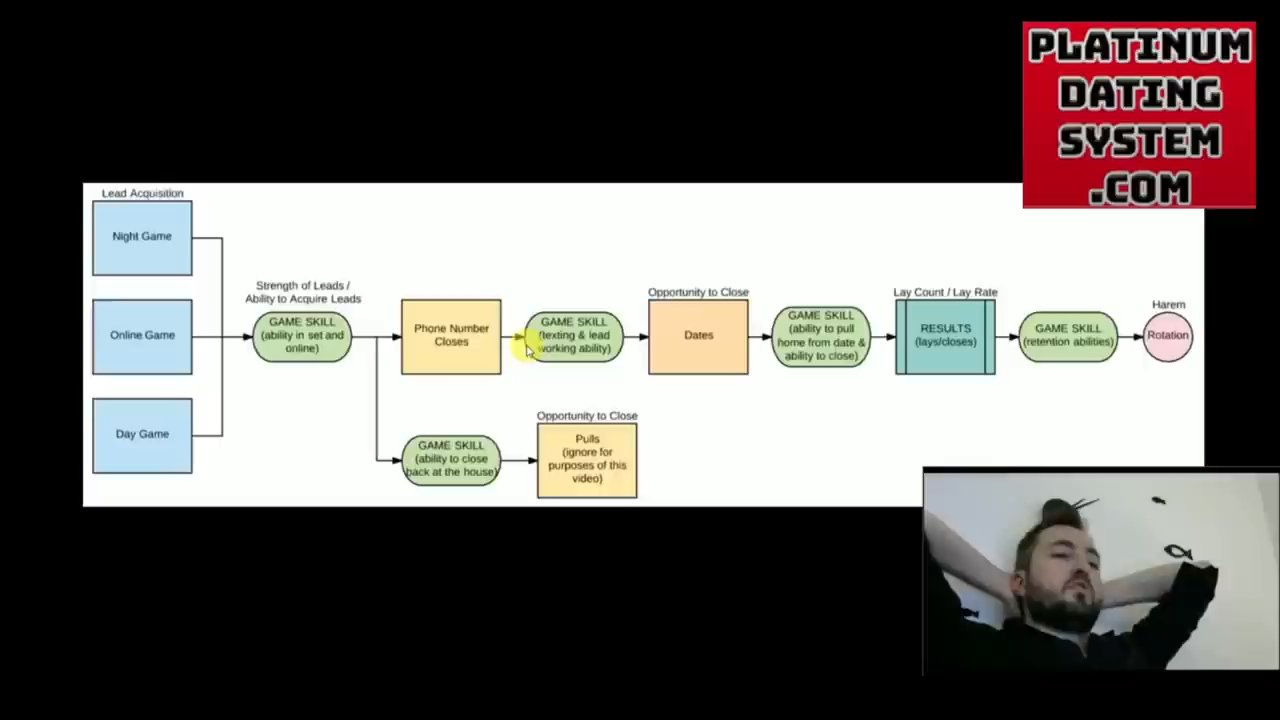 PLATINUM
DATING
SYSTEM
.COM
Lead Acquisition
Night Game
Online Game
Day Game
Strength of Leads /
Ability to Acquire Leads
GAME SKILL
(ability in set and
online)
Phone Number
Closes
GAME SKILL
(texting & lead
working ability)
Opportunity to Close
Dates
GAME SKILL
(ability to pull
home from date &
ability to close)
Lay Count / Lay Rate
RESULTS
(lays/closes)
GAME SKILL
(retention abilities)
Harem
Rotation
GAME SKILL
(ability to close
back at the house)
Opportunity to Close
Pulls
(ignore for
purposes of this
video)